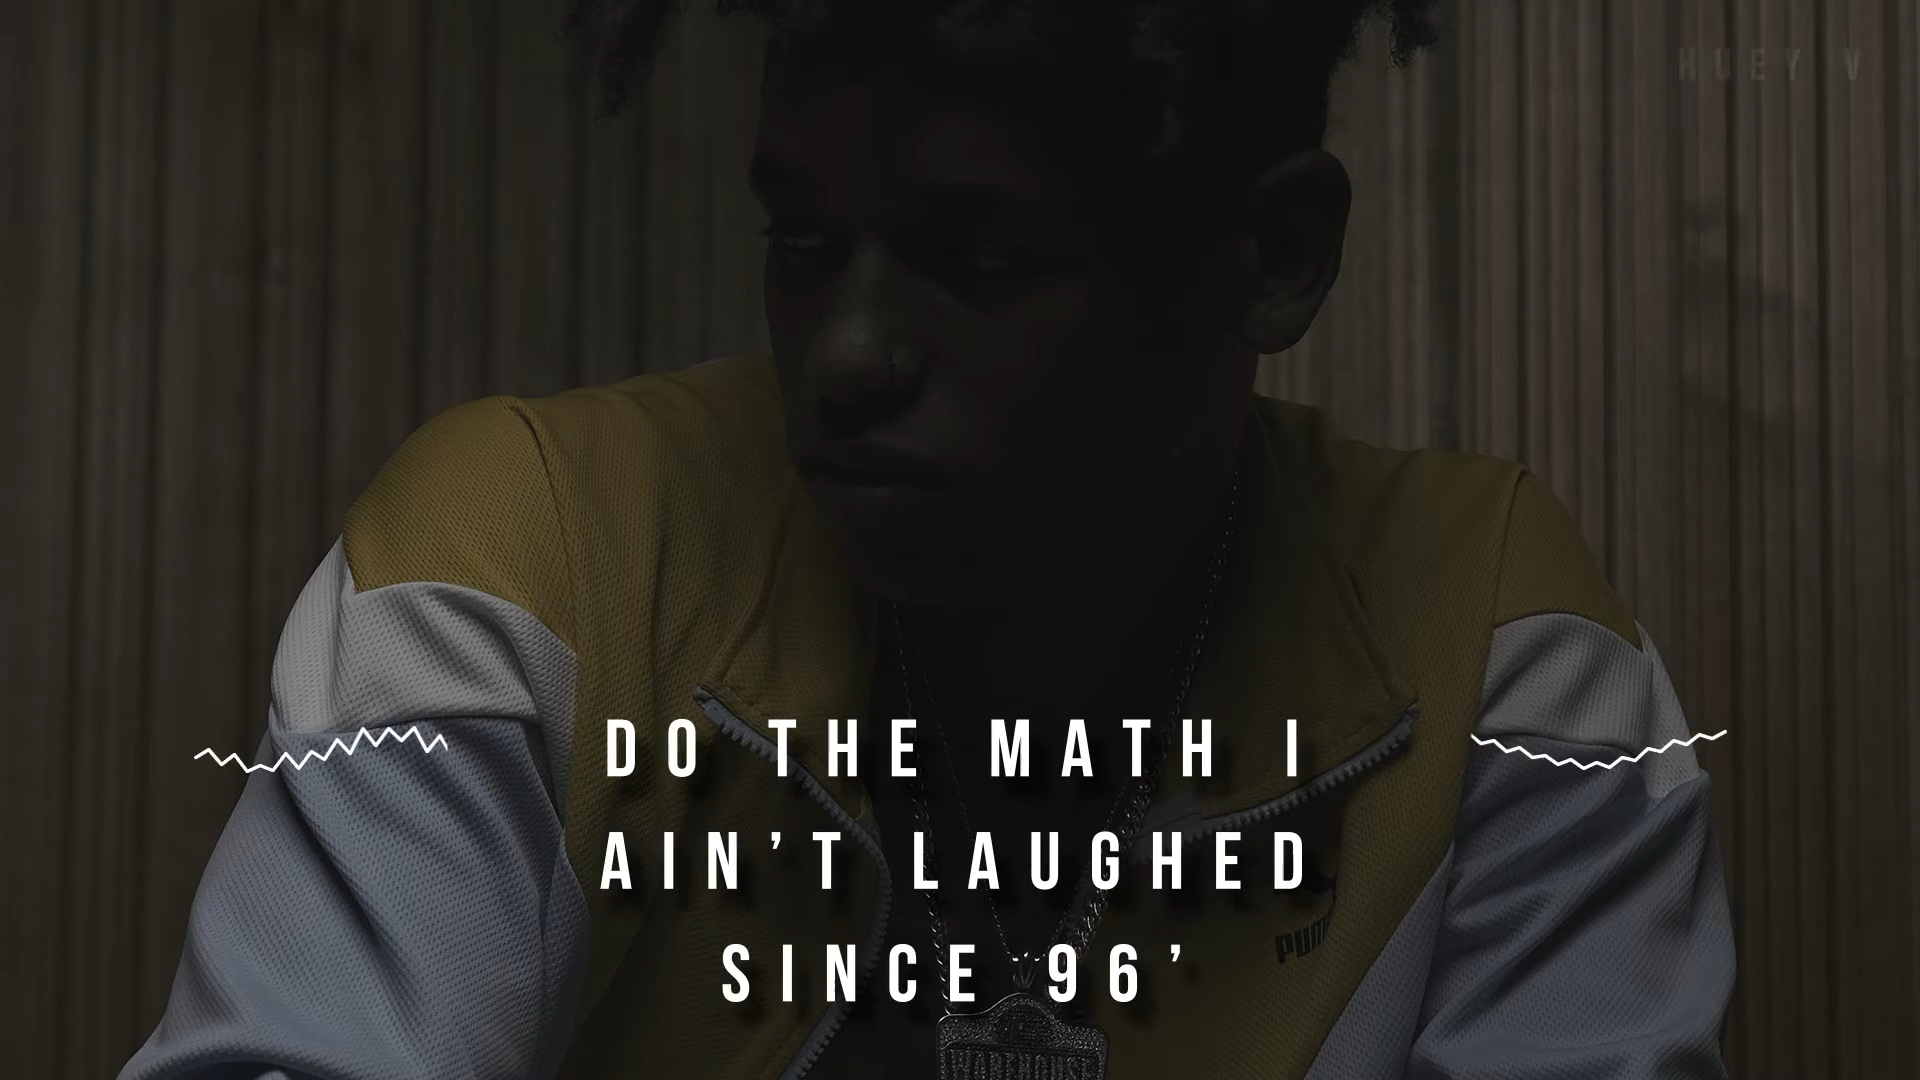 HUEY V
DO THE MATH I
AIN’T LAUGHED
SINCE 96’
PUMA